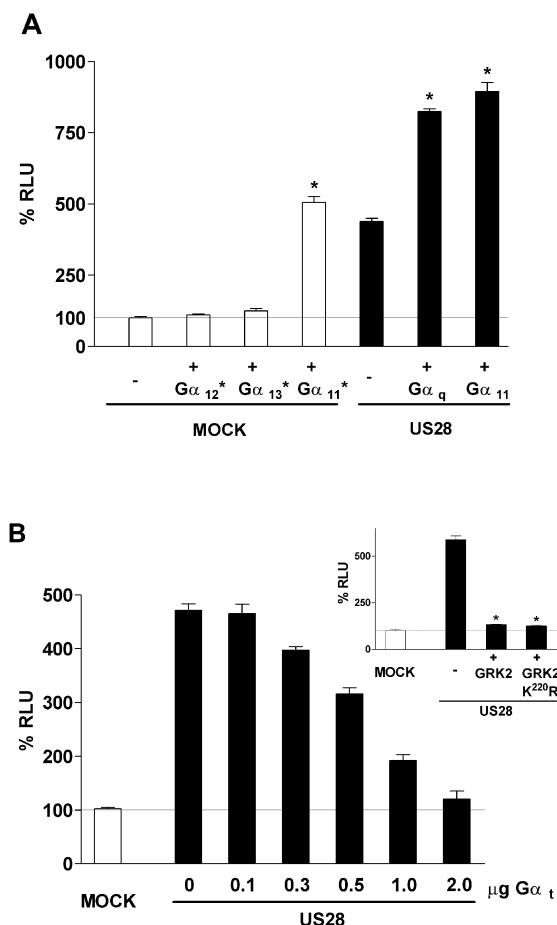 A
1000
750
500
250
100
0
% RLU
*
*
*
- + + + - + +
Gα 12* Gα 13* Gα 11* Gα q Gα 11
MOCK US28
B
500
400
300
200
100
0
% RLU
MOCK
0 0.1 0.3 0.5 1.0 2.0 μg Gα t
US28
500
250
100
0
% RLU
*
*
MOCK
- + +
GRK2 GRK2
K220R
US28